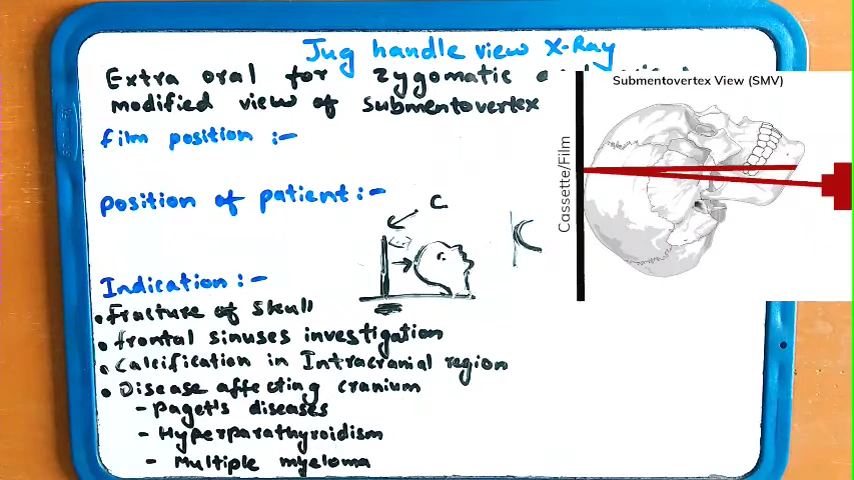 Jug handle view X-Ray
Extra oral for zygomatic
modified view of submentovertex
film position :-
position of patient :-
C
Indication :-
• fracture of skull
• frontal sinuses investigation
• Calcification in Intracranial region
• Disease affecting cranium
- Paget's diseases
- Hyperparathyroidism
- Multiple myeloma
Submentovertex View (SMV)
Cassette/Film